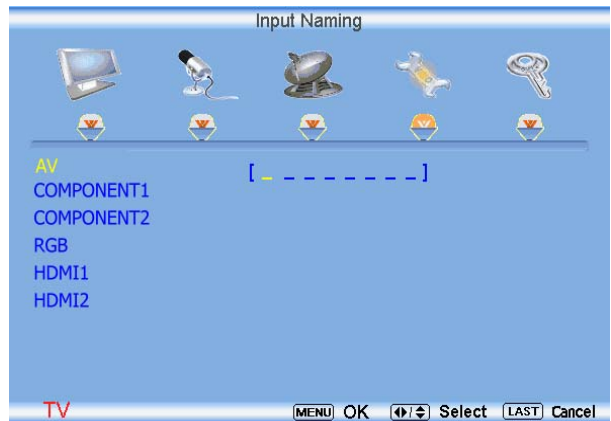 Input Naming
AV [ _ _ _ _ _ _ _ _ ]
COMPONENT1
COMPONENT2
RGB
HDMI1
HDMI2
TV MENU OK Select LAST Cancel